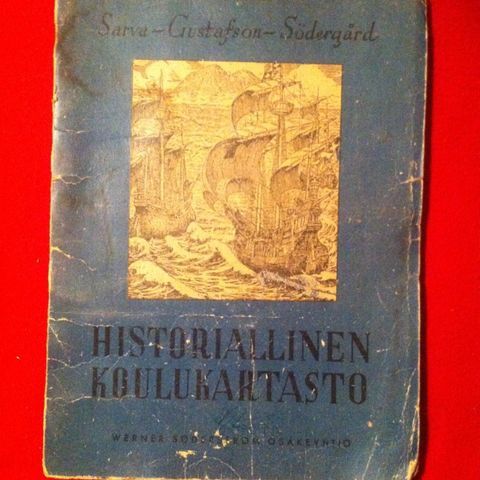 Sarva – Gustafson – Södergård
HISTORIALLINEN
KOULUKARTASTO
WERNER SÖDERSTRÖM OSAKEYHTIÖ